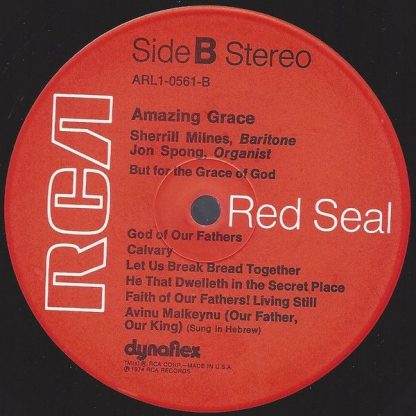 Side B Stereo
ARL1-0561-B
Amazing Grace
Sherrill Milnes, Baritone
Jon Spong, Organist
But for the Grace of God
RCA
Red Seal
God of Our Fathers
Calvary
Let Us Break Bread Together
He That Dwelleth in the Secret Place
Faith of Our Fathers! Living Still
Avinu Malkeynu (Our Father,
Our King) (Sung in Hebrew)
dynaflex
TM(s) ® RCA CORP.—MADE IN U.S.A.
℗ 1974 RCA RECORDS